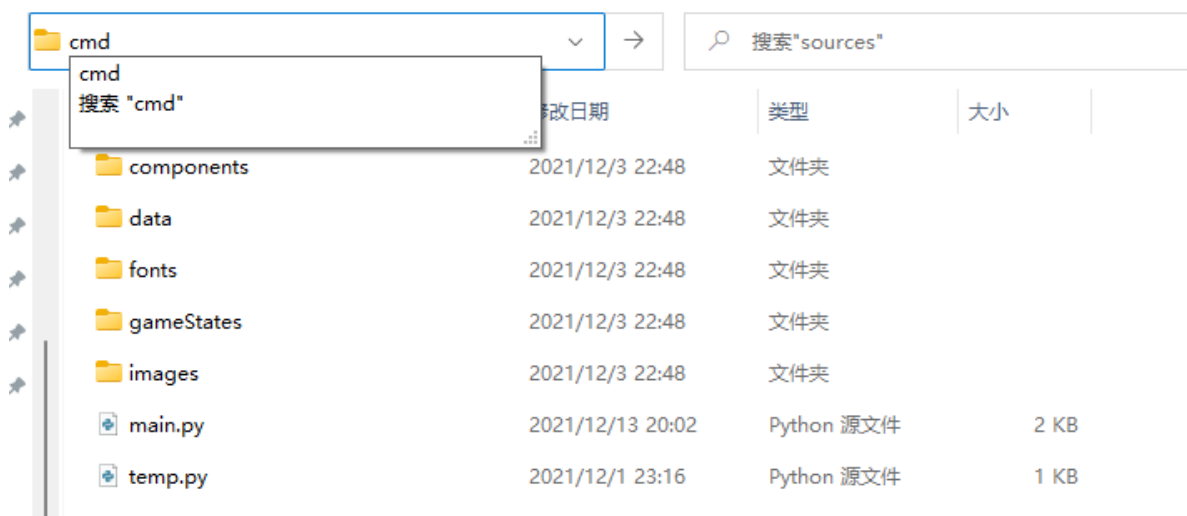 cmd
搜索"sources"
cmd
搜索 "cmd"
改日期 类型 大小
components 2021/12/3 22:48 文件夹
data 2021/12/3 22:48 文件夹
fonts 2021/12/3 22:48 文件夹
gameStates 2021/12/3 22:48 文件夹
images 2021/12/3 22:48 文件夹
main.py 2021/12/13 20:02 Python 源文件 2 KB
temp.py 2021/12/1 23:16 Python 源文件 1 KB